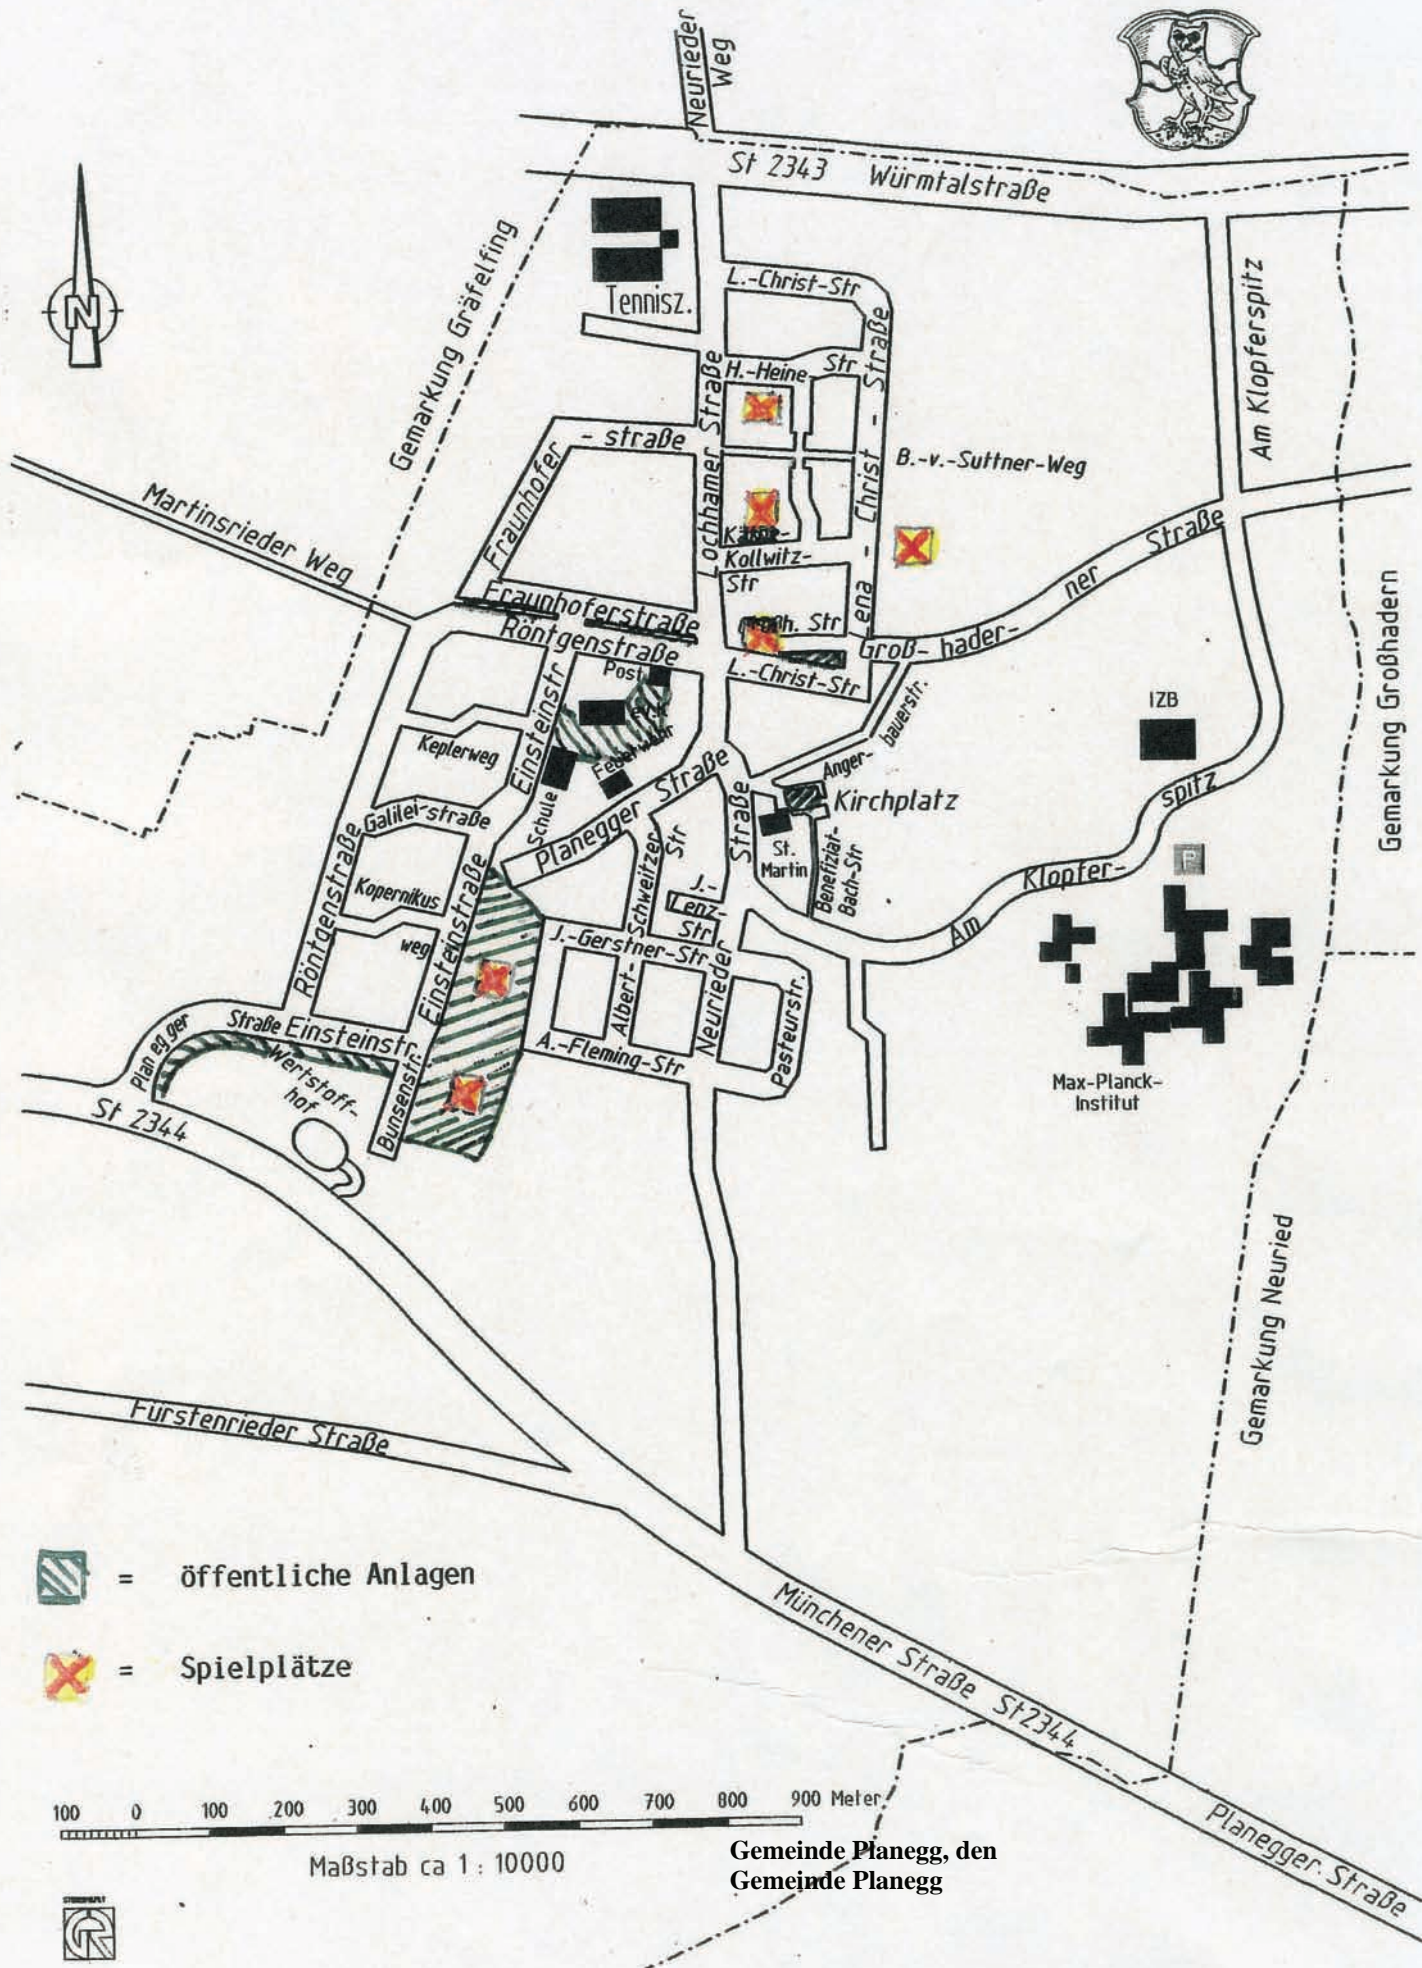 Neurieder
Weg
St 2343 Würmtalstraße
Gemarkung Gräfelfing
N
Tennisz.
L.-Christ-Str
Am Klopferspitz
H.-Heine-Str
Lochhamer Straße
Lena - Christ - Straße
B.-v.-Suttner-Weg
Fraunhofer
- straße
Martinsrieder Weg
Kollwitz-
Str
Fraunhoferstraße
Röntgenstraße
Str
Groß- hader- ner Straße
L.-Christ-Str
Gemarkung Großhadern
Post
Einsteinstr
Keplerweg
Feuerwehr
Schule
Anger-
bauerstr.
IZB
Kirchplatz
Planegger Straße
Straße
St.
Martin
Benefiziat-
Bach-Str
Galilei-straße
Röntgenstraße
Kopernikus
weg
Einsteinstraße
Albert-Schweitzer
Str
J.-
Lenz-
Str
J.-Gerstner-Str.
Neurieder
Pasteurstr.
A.-Fleming-Str
Am Klopfer- spitz
P
Max-Planck-
Institut
Planegger Straße
Einsteinstr.
Wertstoff-
hof
Bunsenstr.
St 2344
Gemarkung Neuried
Fürstenrieder Straße
= öffentliche Anlagen
= Spielplätze
Münchener Straße St2344
Planegger Straße
100 0 100 200 300 400 500 600 700 800 900 Meter
Maßstab ca 1 : 10000
Gemeinde Planegg, den
Gemeinde Planegg